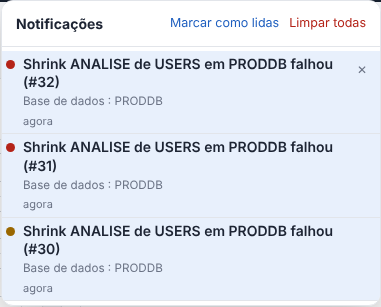 Notificações
Marcar como lidas
Limpar todas
Shrink ANALISE de USERS em PRODDB falhou
(#32)
×
Base de dados : PRODDB
agora
Shrink ANALISE de USERS em PRODDB falhou
(#31)
Base de dados : PRODDB
agora
Shrink ANALISE de USERS em PRODDB falhou
(#30)
Base de dados : PRODDB
agora